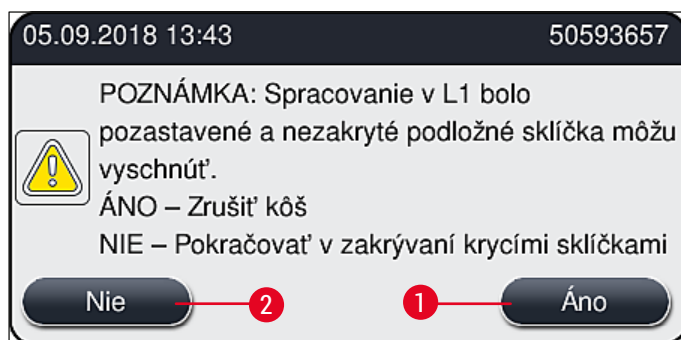 05.09.2018 13:43 50593657
POZNÁMKA: Spracovanie v L1 bolo
pozastavené a nezakryté podložné sklíčka môžu
vyschnúť.
ÁNO – Zrušiť kôš
NIE – Pokračovať v zakrývaní krycími sklíčkami
Nie 2 1 Áno